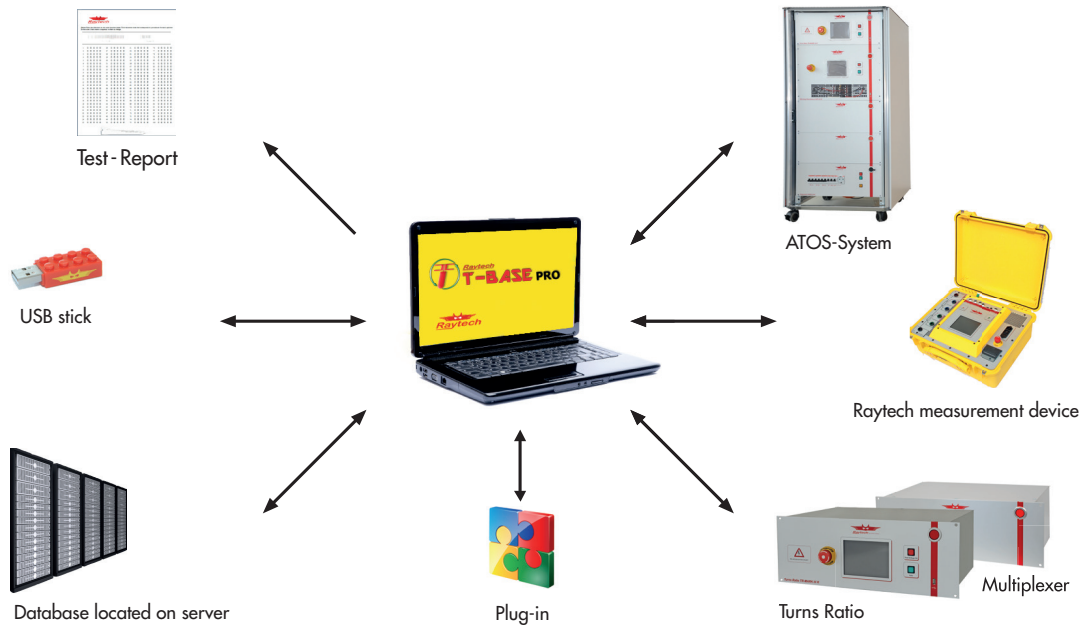 Raytech
Test - Report
ATOS-System
Raytech
T-BASE PRO
Raytech
USB stick
Raytech measurement device
Database located on server
Plug-in
Turns Ratio
Multiplexer